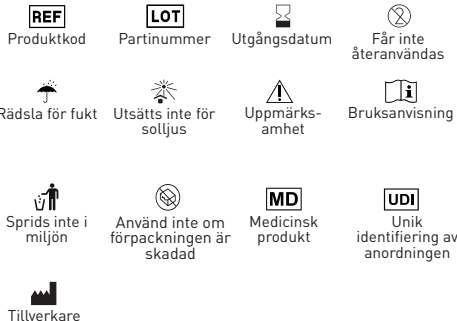 REF
Produktkod
LOT
Partinummer
Utgångsdatum
2
Får inte
återanvändas
Rädsla för fukt
Utsätts inte för
solljus
Uppmärks-
amhet
i
Bruksanvisning
Sprids inte i
miljön
Använd inte om
förpackningen är
skadad
MD
Medicinsk
produkt
UDI
Unik
identifiering av
anordningen
Tillverkare